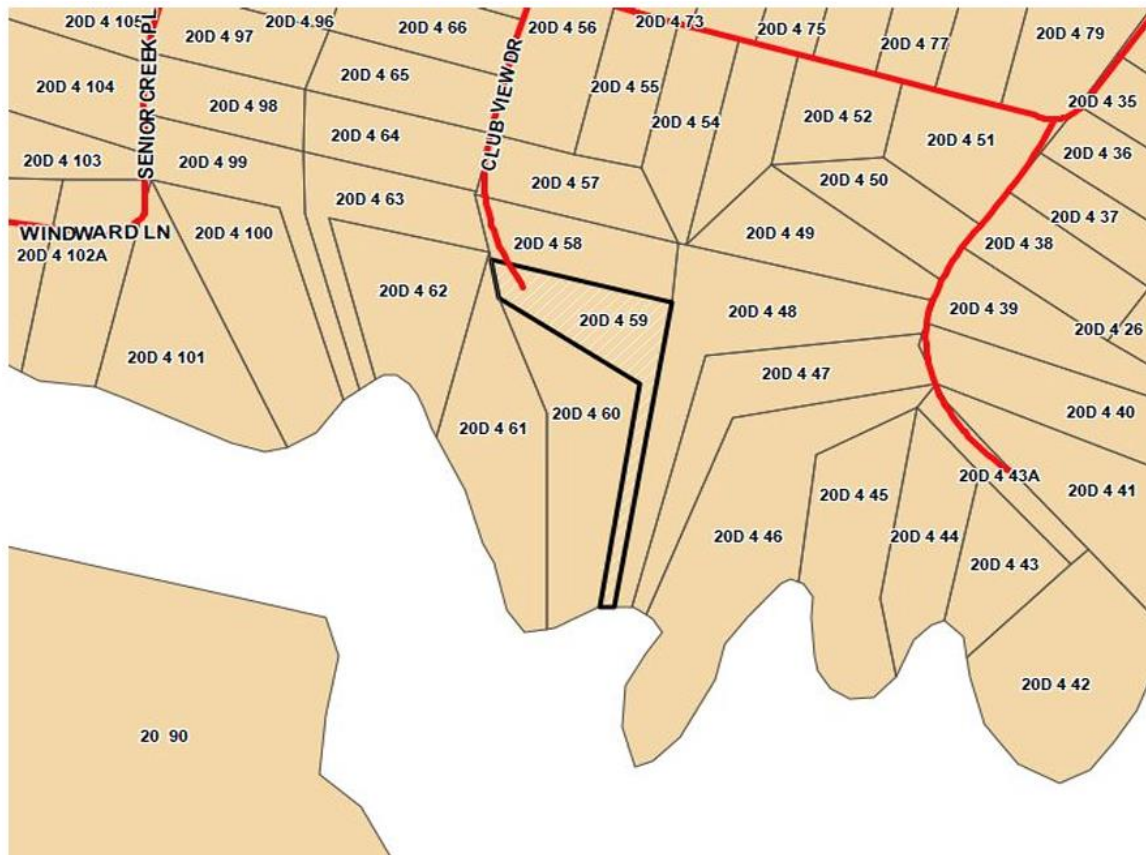 20D 4 105
20D 4 96
20D 4 66
20D 4 56
20D 4 73
20D 4 75
20D 4 77
20D 4 79
20D 4 97
SENIOR CREEK PL
CLUB VIEW DR
20D 4 104
20D 4 65
20D 4 55
20D 4 35
20D 4 98
20D 4 64
20D 4 54
20D 4 52
20D 4 51
20D 4 36
20D 4 103
20D 4 99
20D 4 63
20D 4 57
20D 4 50
20D 4 37
WINDWARD LN
20D 4 100
20D 4 49
20D 4 38
20D 4 102A
20D 4 58
20D 4 62
20D 4 59
20D 4 48
20D 4 39
20D 4 26
20D 4 101
20D 4 47
20D 4 61
20D 4 60
20D 4 40
20D 4 43A
20D 4 41
20D 4 45
20D 4 46
20D 4 44
20D 4 43
20D 4 42
20 90